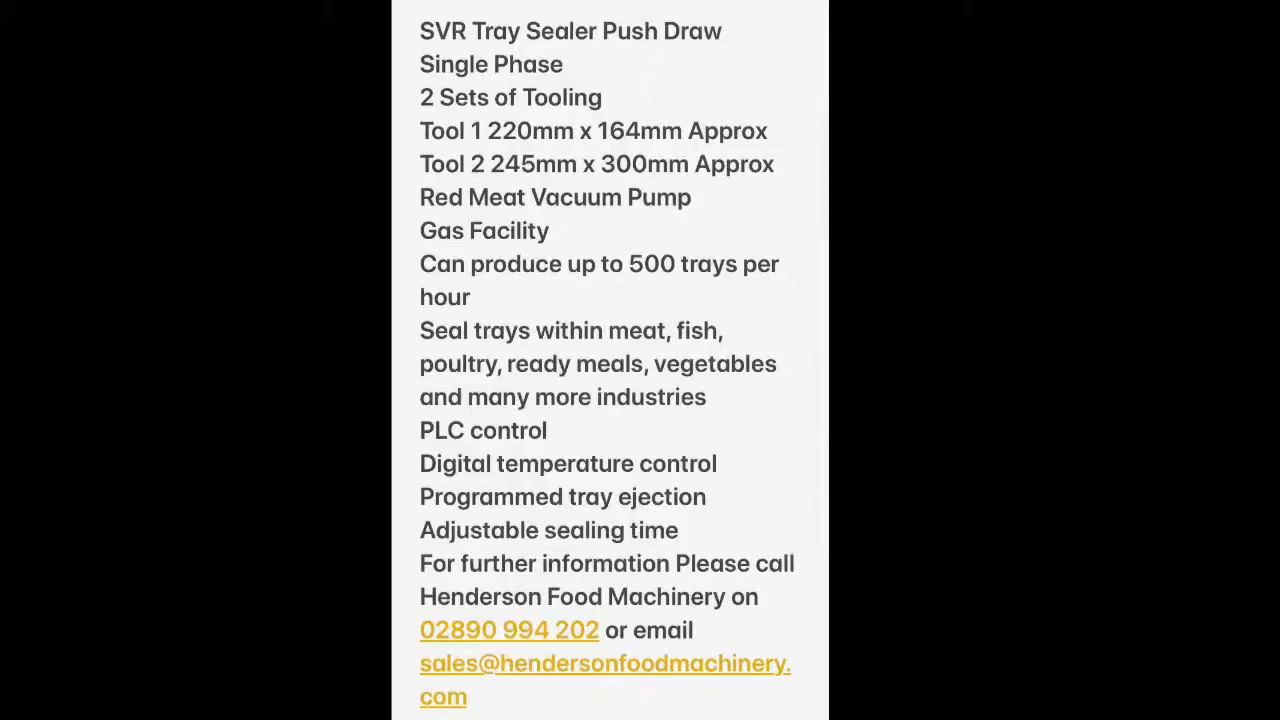 SVR Tray Sealer Push Draw
Single Phase
2 Sets of Tooling
Tool 1 220mm x 164mm Approx
Tool 2 245mm x 300mm Approx
Red Meat Vacuum Pump
Gas Facility
Can produce up to 500 trays per
hour
Seal trays within meat, fish,
poultry, ready meals, vegetables
and many more industries
PLC control
Digital temperature control
Programmed tray ejection
Adjustable sealing time
For further information Please call
Henderson Food Machinery on
02890 994 202 or email
sales@hendersonfoodmachinery.
com